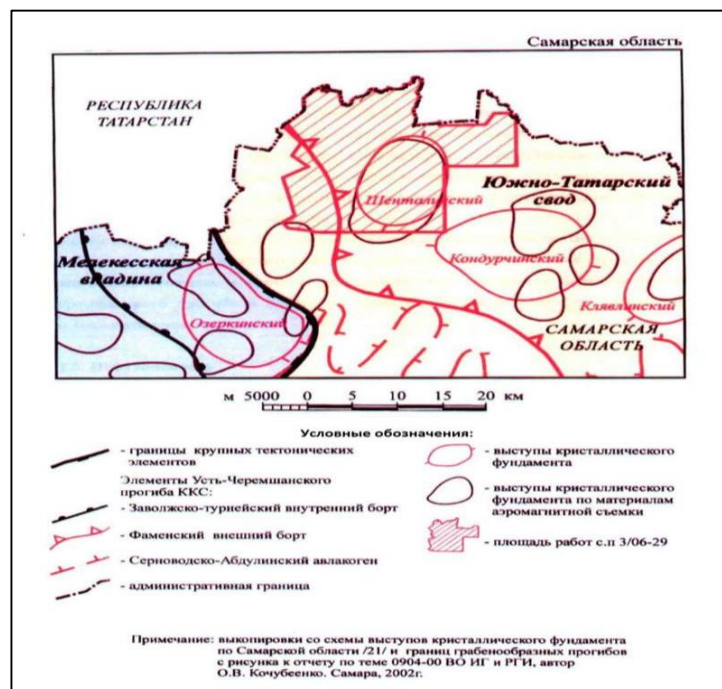 Самарская область
РЕСПУБЛИКА
ТАТАРСТАН
Южно-Татарский
свод
Шенталинский
Мелекесская
впадина
Кондурчинский
Клявлинский
Озеркинский
САМАРСКАЯ
ОБЛАСТЬ
м 5000 0 5 10 15 20 км
Условные обозначения:
- границы крупных тектонических
элементов
Элементы Усть-Черемшанского
прогиба ККС:
- Заволжско-турнейский внутренний борт
- Фаменский внешний борт
- Серноводско-Абдулинский авлакоген
- административная граница
- выступы кристаллического
фундамента
- выступы кристаллического
фундамента по материалам
аэромагнитной съемки
- площадь работ с.п 3/06-29
Примечание: выкопировки со схемы выступов кристаллического фундамента
по Самарской области /21/ и границ грабенообразных прогибов
с рисунка к отчету по теме 0904-00 ВО ИГ и РГИ, автор
О.В. Кочубеенко. Самара, 2002г.